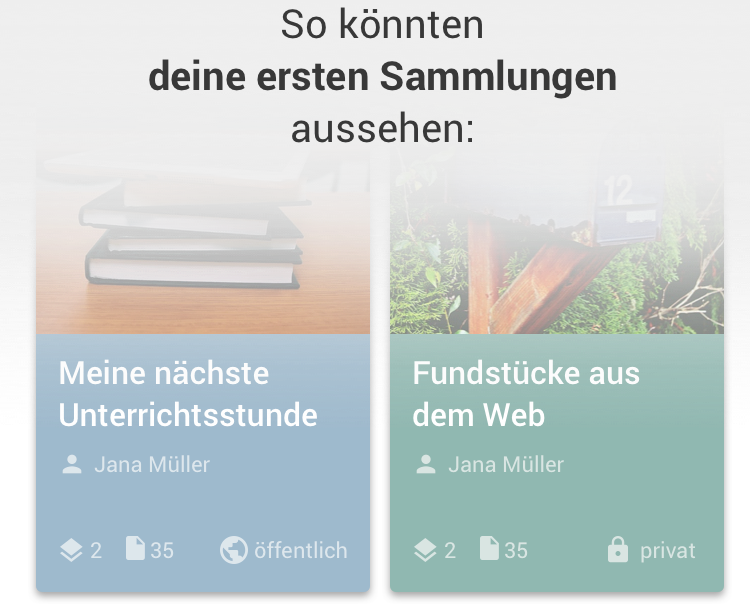 So könnten
deine ersten Sammlungen
aussehen:
12
Meine nächste
Unterrichtsstunde
Jana Müller
2 35 öffentlich
Fundstücke aus
dem Web
Jana Müller
2 35 privat